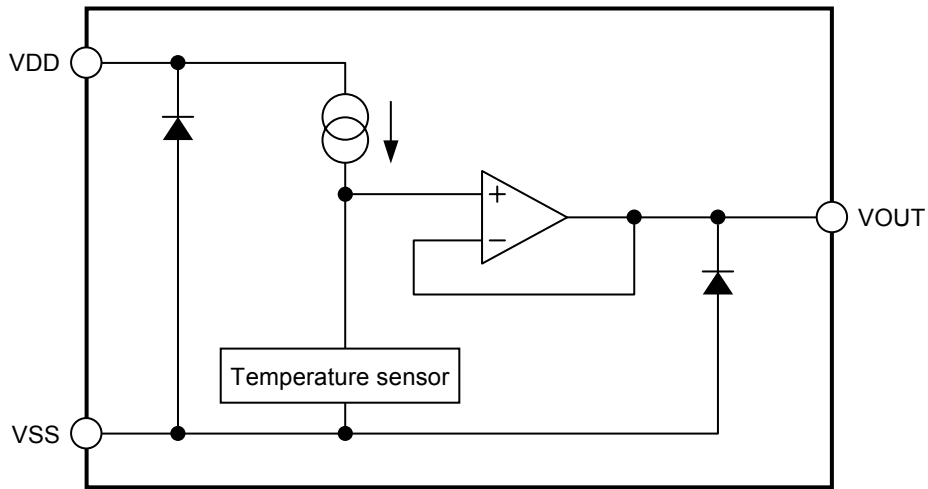 VDD
+
−
VOUT
Temperature sensor
VSS